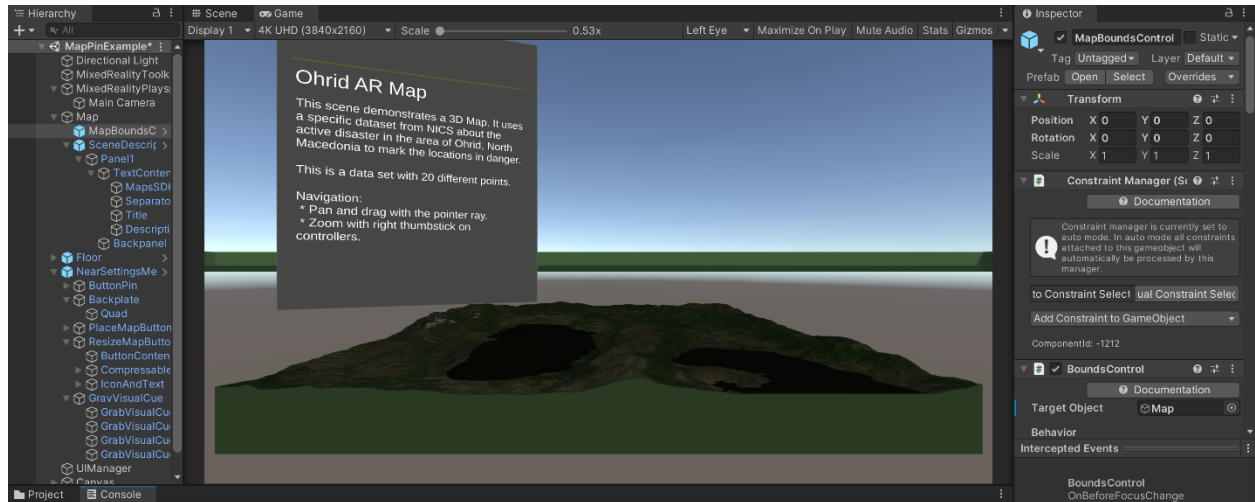 Hierarchy
All
MapPinExample*
Directional Light
MixedRealityToolk
MixedRealityPlays
Main Camera
Map
MapBoundsC
SceneDescrip
Panel1
TextConten
MapsSDK
Separato
Title
Descripti
Backpanel
Floor
NearSettingsMe
ButtonPin
Backplate
Quad
PlaceMapButton
ResizeMapButto
ButtonConten
Compressable
IconAndText
GravVisualCue
GrabVisualCu
GrabVisualCu
GrabVisualCu
GrabVisualCu
UIManager
Canvas
Project Console
Scene Game
Display 1 4K UHD (3840x2160) Scale 0.53x Left Eye Maximize On Play Mute Audio Stats Gizmos
Ohrid AR Map
This scene demonstrates a 3D Map. It uses
a specific dataset from NICS about the
active disaster in the area of Ohrid, North
Macedonia to mark the locations in danger.
This is a data set with 20 different points.
Navigation:
* Pan and drag with the pointer ray.
* Zoom with right thumbstick on
controllers.
Inspector
MapBoundsControl Static
Tag Untagged Layer Default
Prefab Open Select Overrides
Transform
Position X 0 Y 0 Z 0
Rotation X 0 Y 0 Z 0
Scale X 1 Y 1 Z 1
Constraint Manager (Sc
Documentation
Constraint manager is currently set to
auto mode. In auto mode all constraints
attached to this gameobject will
automatically be processed by this
manager.
to Constraint Select ual Constraint Selec
Add Constraint to GameObject
ComponentId: -1212
BoundsControl
Documentation
Target Object Map
Behavior
Intercepted Events
BoundsControl
OnBeforeFocusChange